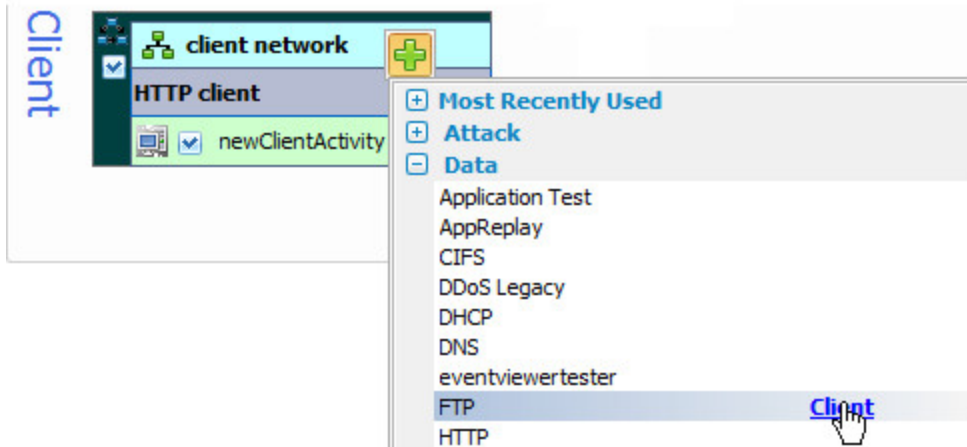 Client
client network
HTTP client
newClientActivity
Most Recently Used
Attack
Data
Application Test
AppReplay
CIFS
DDoS Legacy
DHCP
DNS
eventviewertester
FTP Client
HTTP